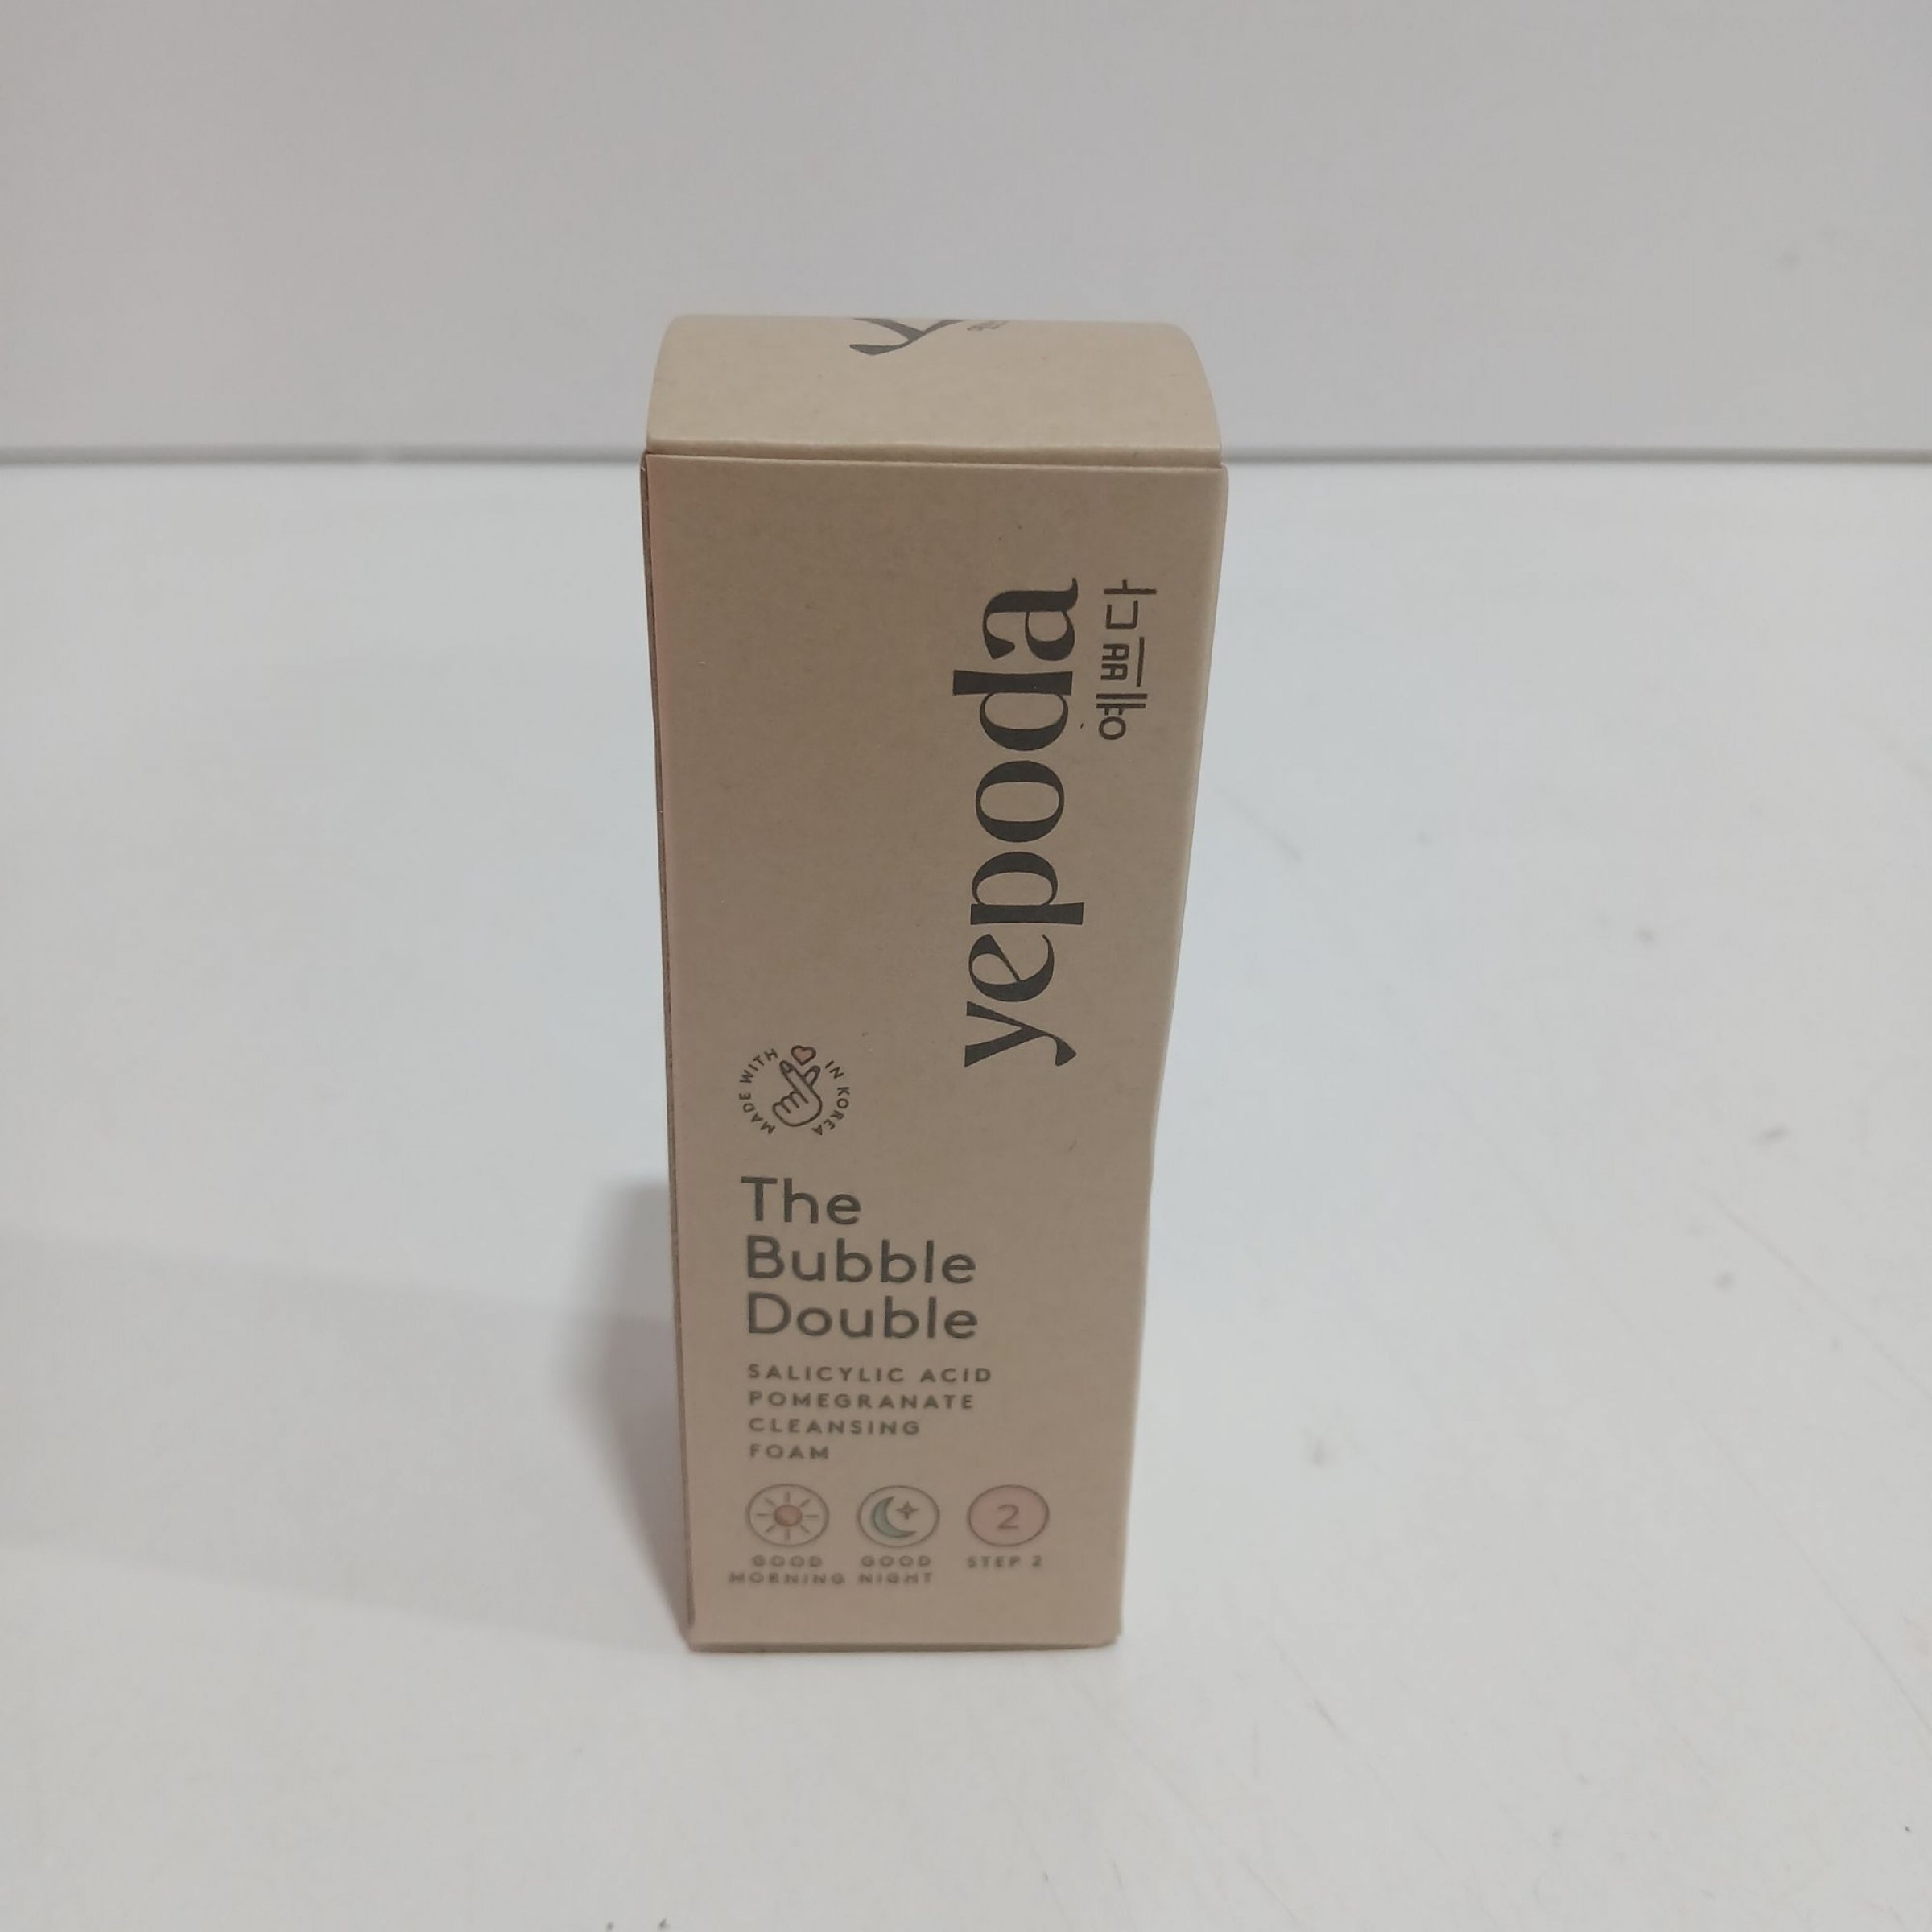 yepoda
예쁘다
MADE WITH
IN KOREA
The
Bubble
Double
SALICYLIC ACID
POMEGRANATE
CLEANSING
FOAM
2
GOOD
MORNING
GOOD
NIGHT
STEP 2